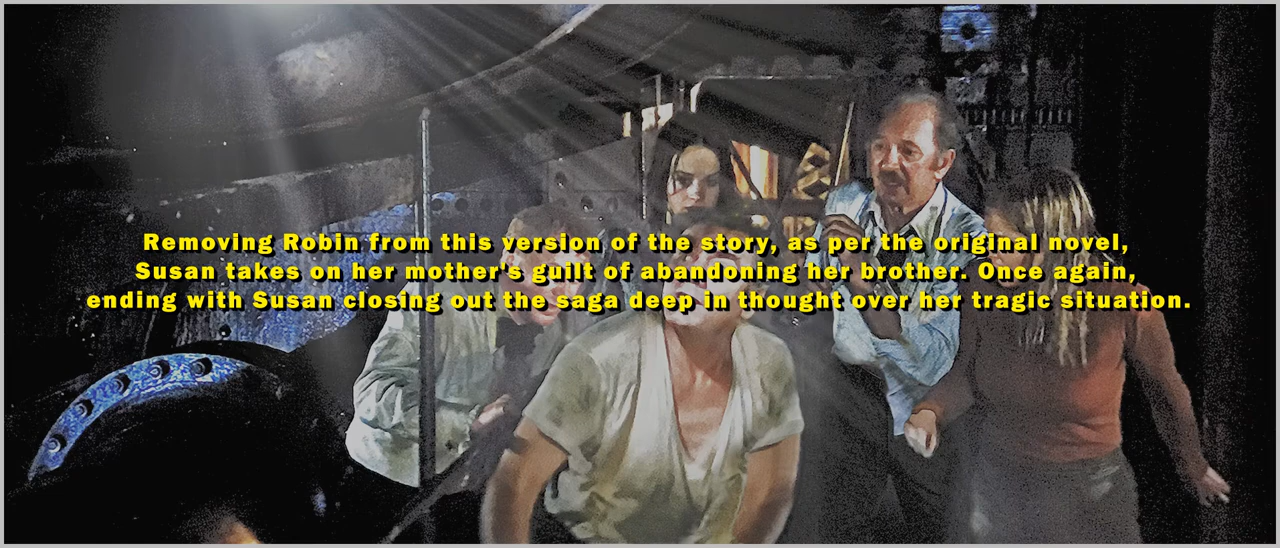 Removing Robin from this version of the story, as per the original novel,
Susan takes on her mother's guilt of abandoning her brother. Once again,
ending with Susan closing out the saga deep in thought over her tragic situation.